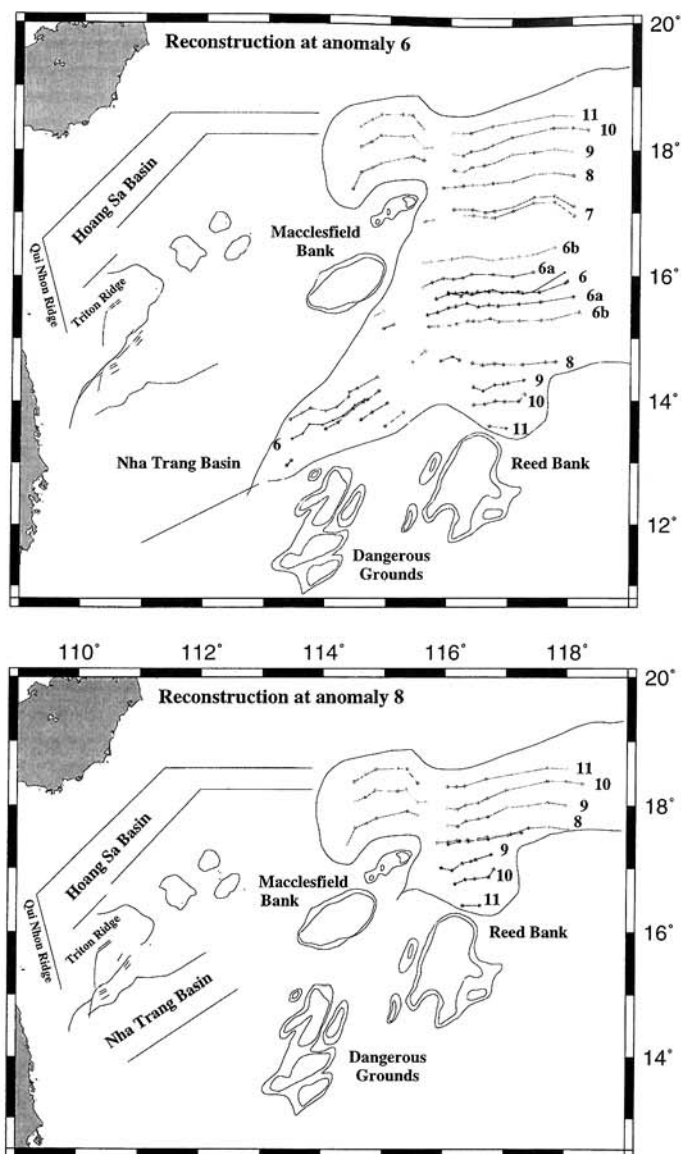 20°
Reconstruction at anomaly 6
11
10
18°
9
8
Hoang Sa Basin
7
Macclesfield
Bank
6b
Qui Nhon Ridge
6a
6
16°
Triton Ridge
6a
6b
8
9
14°
10
6
11
Nha Trang Basin
Reed Bank
12°
Dangerous
Grounds
110°
112°
114°
116°
118°
20°
Reconstruction at anomaly 8
11
10
18°
9
8
Hoang Sa Basin
9
Macclesfield
Bank
10
Qui Nhon Ridge
Triton Ridge
11
16°
Reed Bank
Nha Trang Basin
Dangerous
Grounds
14°